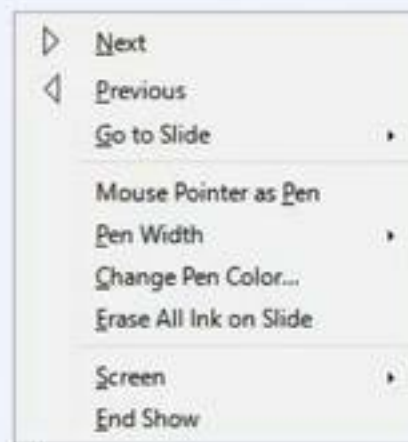 Next
Previous
Go to Slide
Mouse Pointer as Pen
Pen Width
Change Pen Color...
Erase All Ink on Slide
Screen
End Show